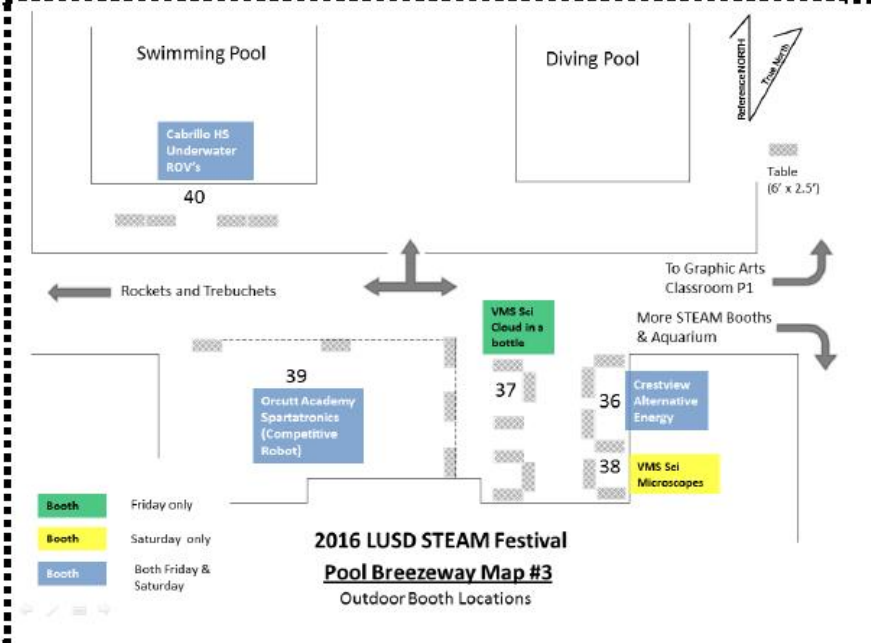 Swimming Pool
Diving Pool
Reference NORTH
True North
Cabrillo HS
Underwater
ROV's
40
Table
(6' x 2.5')
Rockets and Trebuchets
To Graphic Arts
Classroom P1
More STEAM Booths
& Aquarium
VMS Sci
Cloud in a
bottle
39
Orcutt Academy
Spartatronics
(Competitive
Robot)
37
36
Crestview
Alternative
Energy
38
VMS Sci
Microscopes
Booth
Friday only
Booth
Saturday only
Booth
Both Friday &
Saturday
2016 LUSD STEAM Festival
Pool Breezeway Map #3
Outdoor Booth Locations